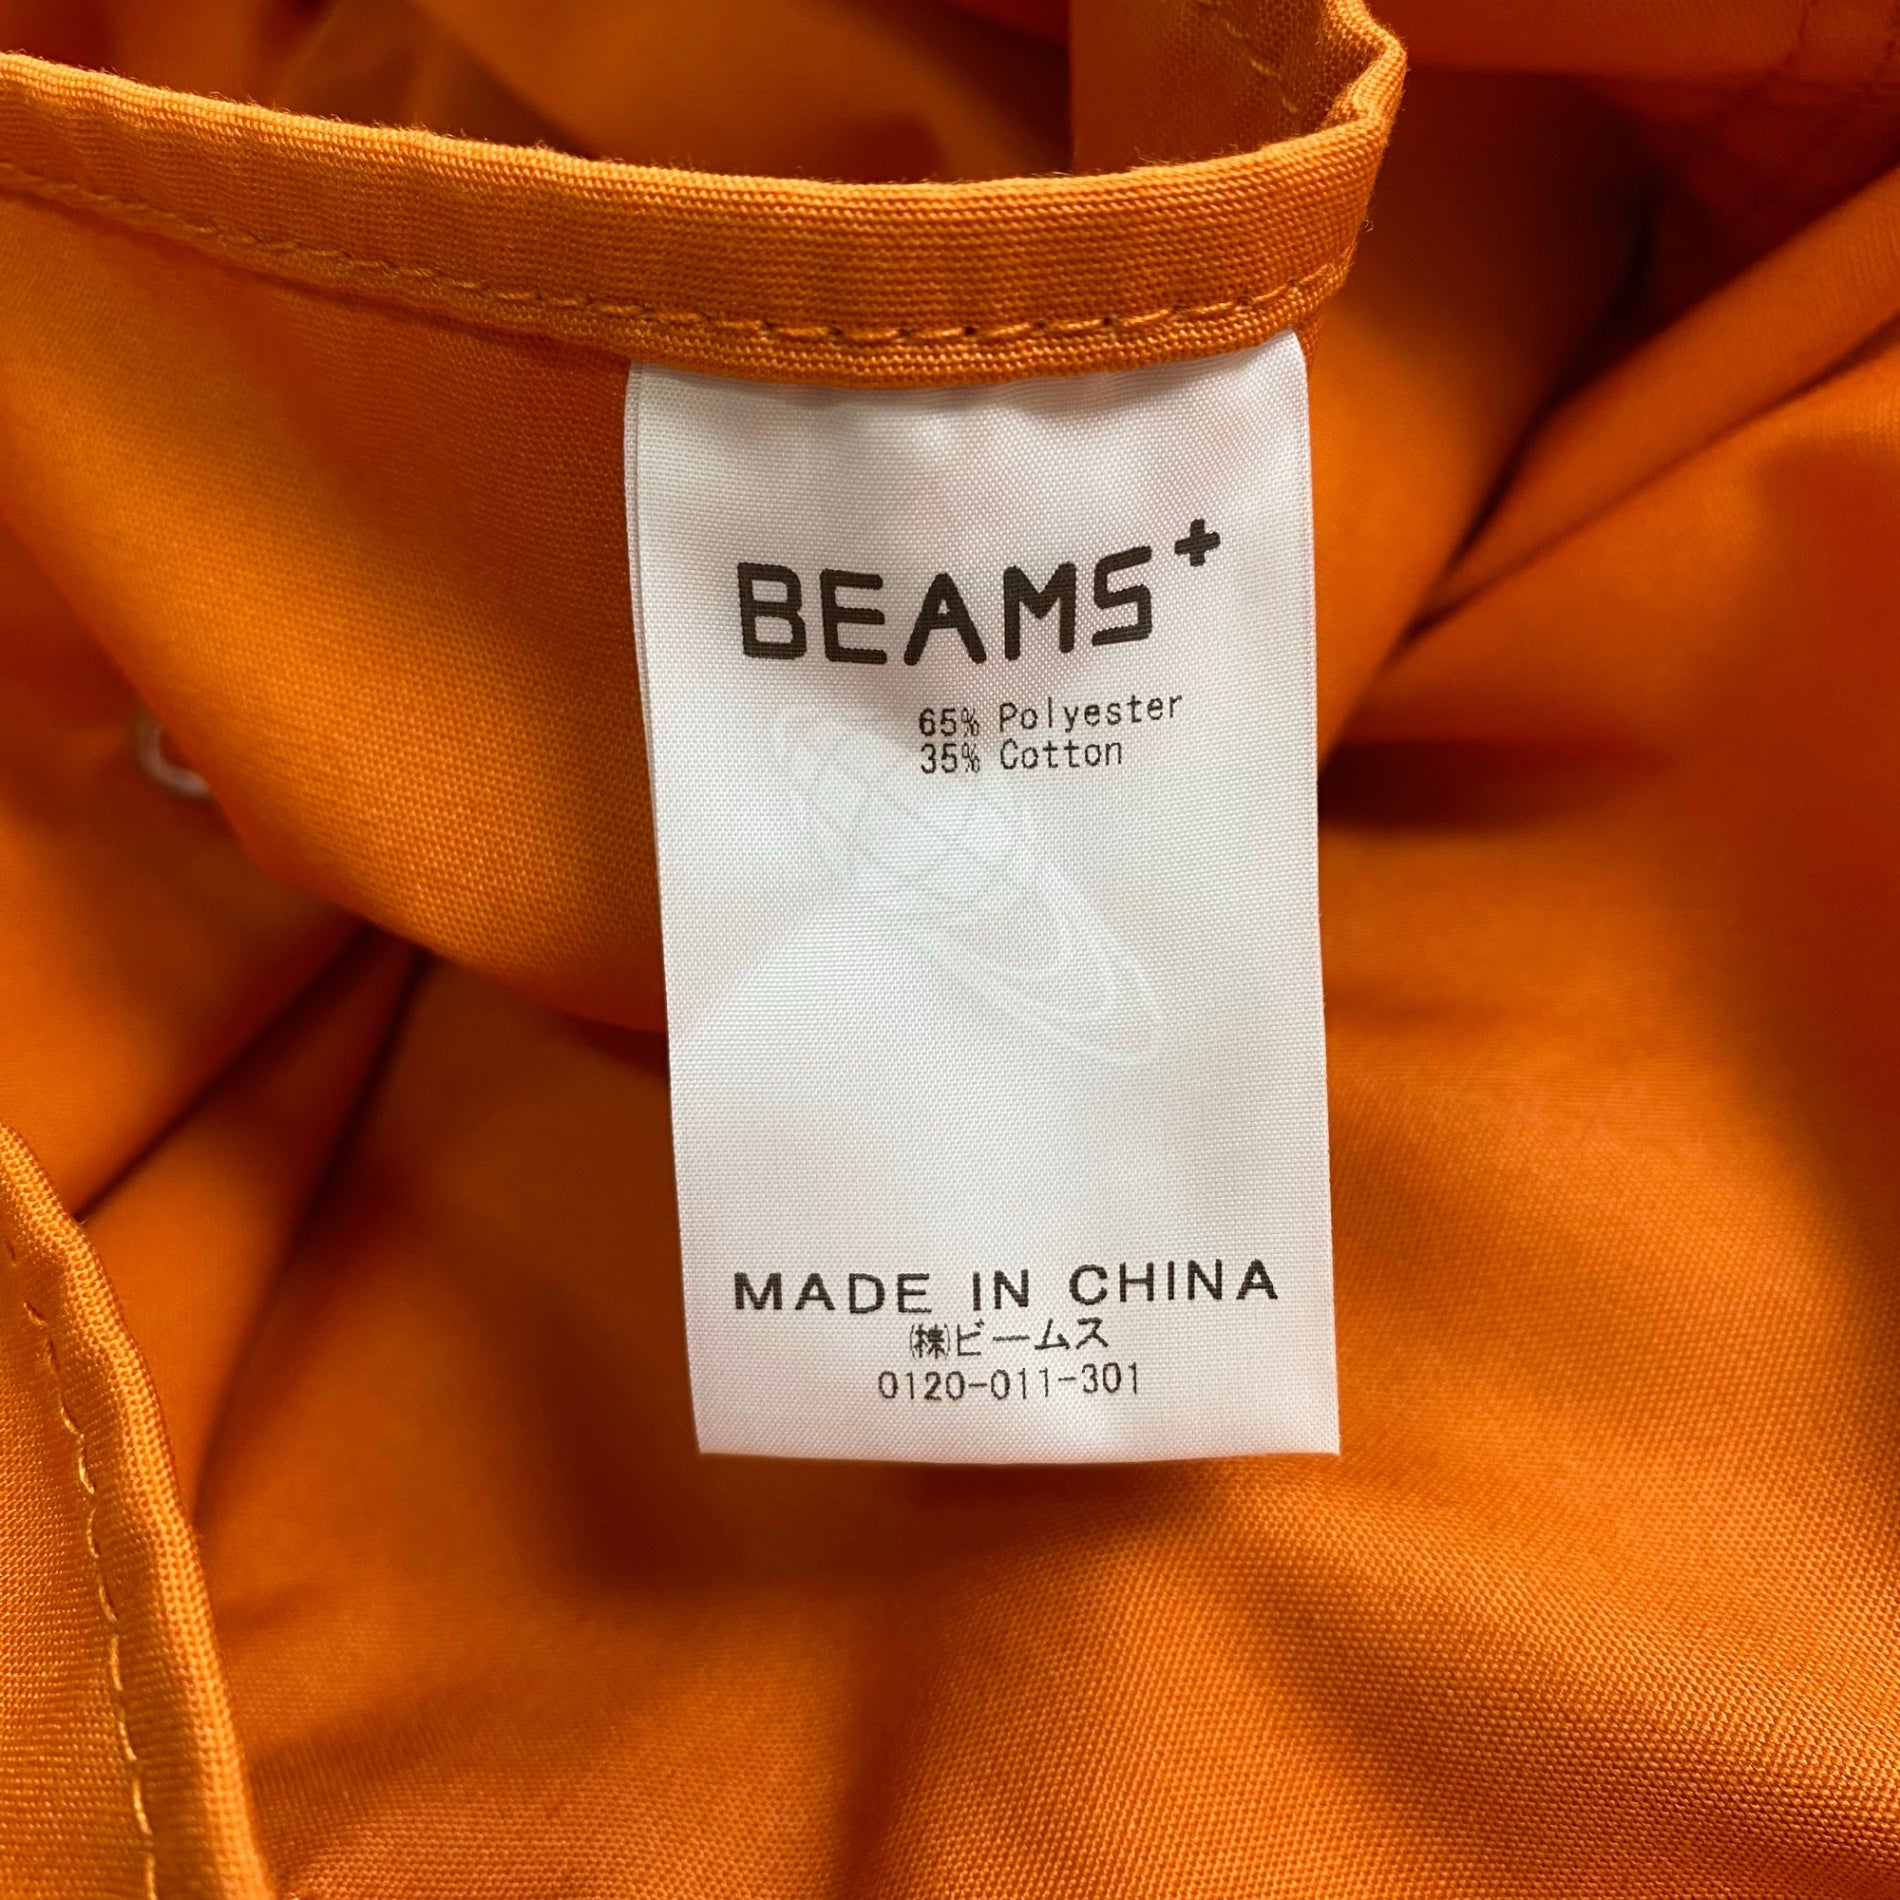 BEAMS+
65% Polyester
35% Cotton
MADE IN CHINA
㈱ビームス
0120-011-301